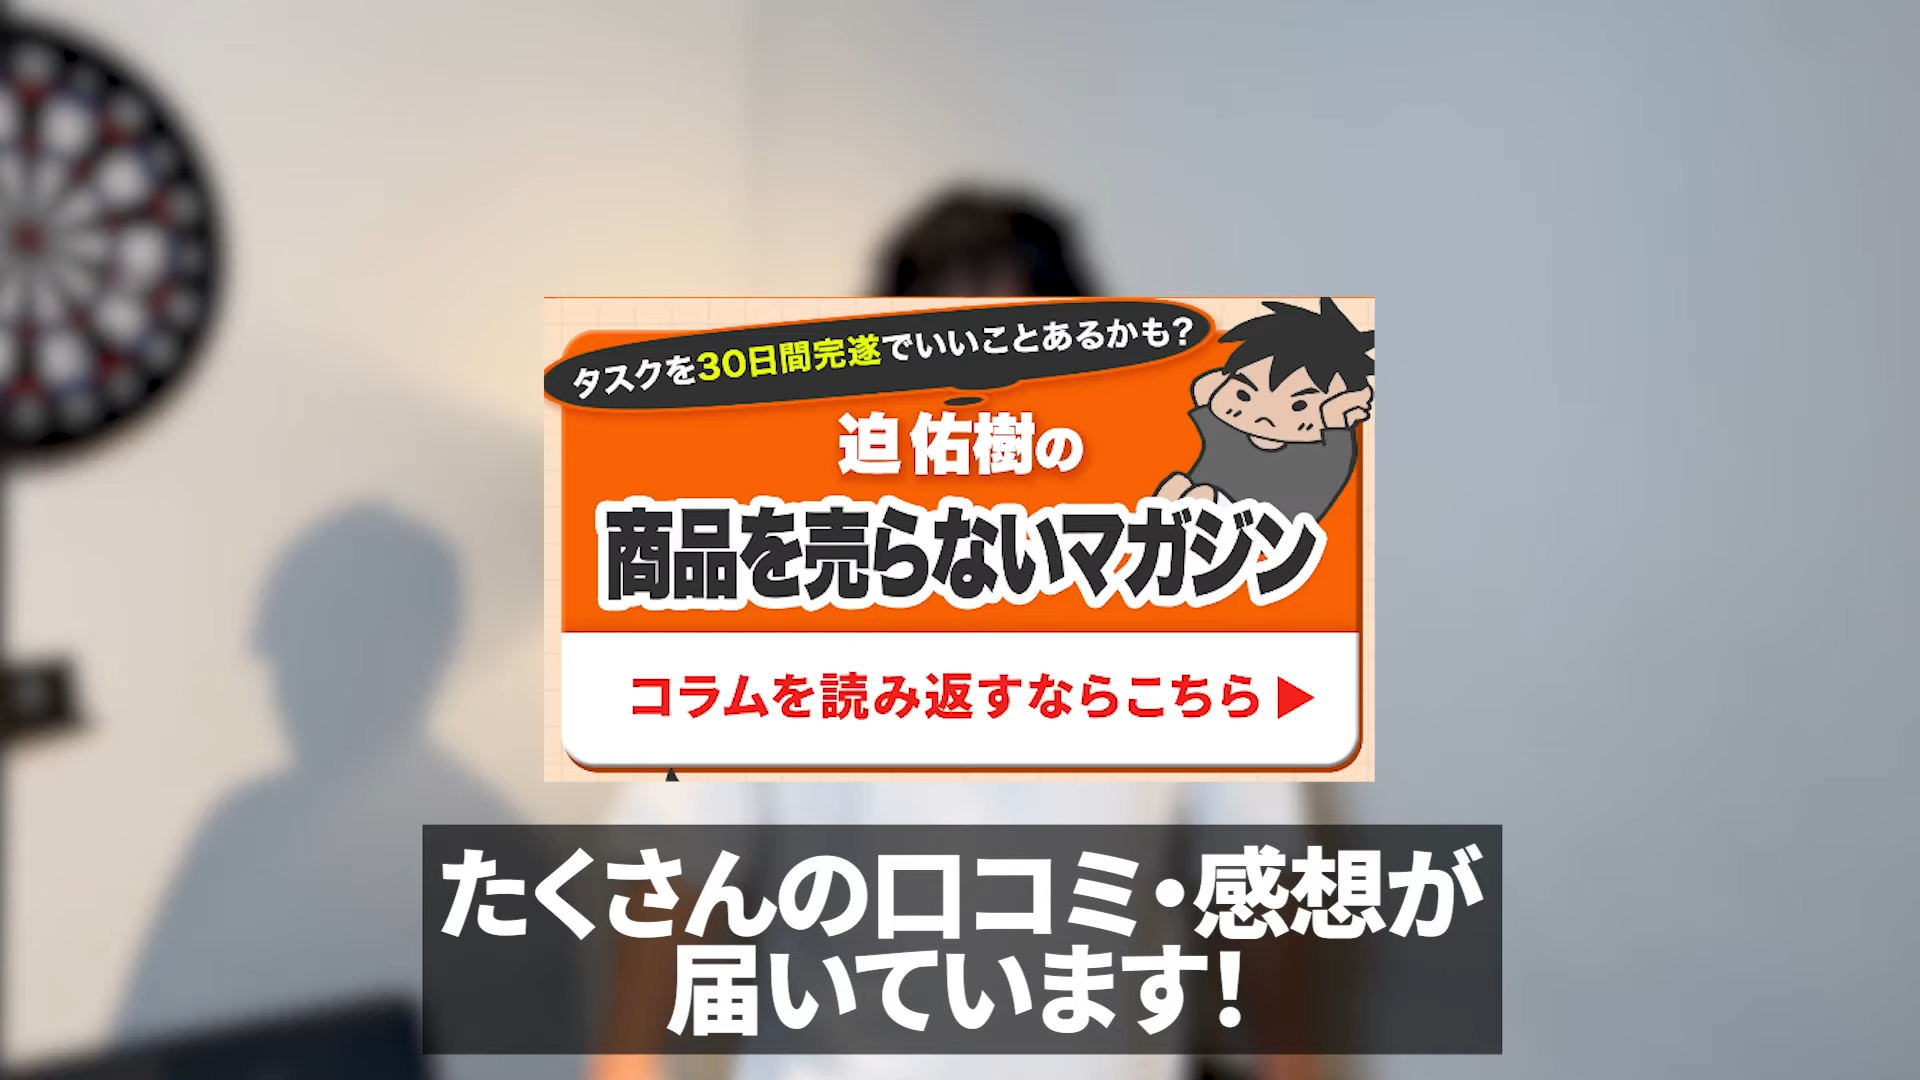 タスクを30日間完遂でいいことあるかも?
迫 佑樹の
商品を売らないマガジン
コラムを読み返すならこちら▶
たくさんの口コミ・感想が
届いています!